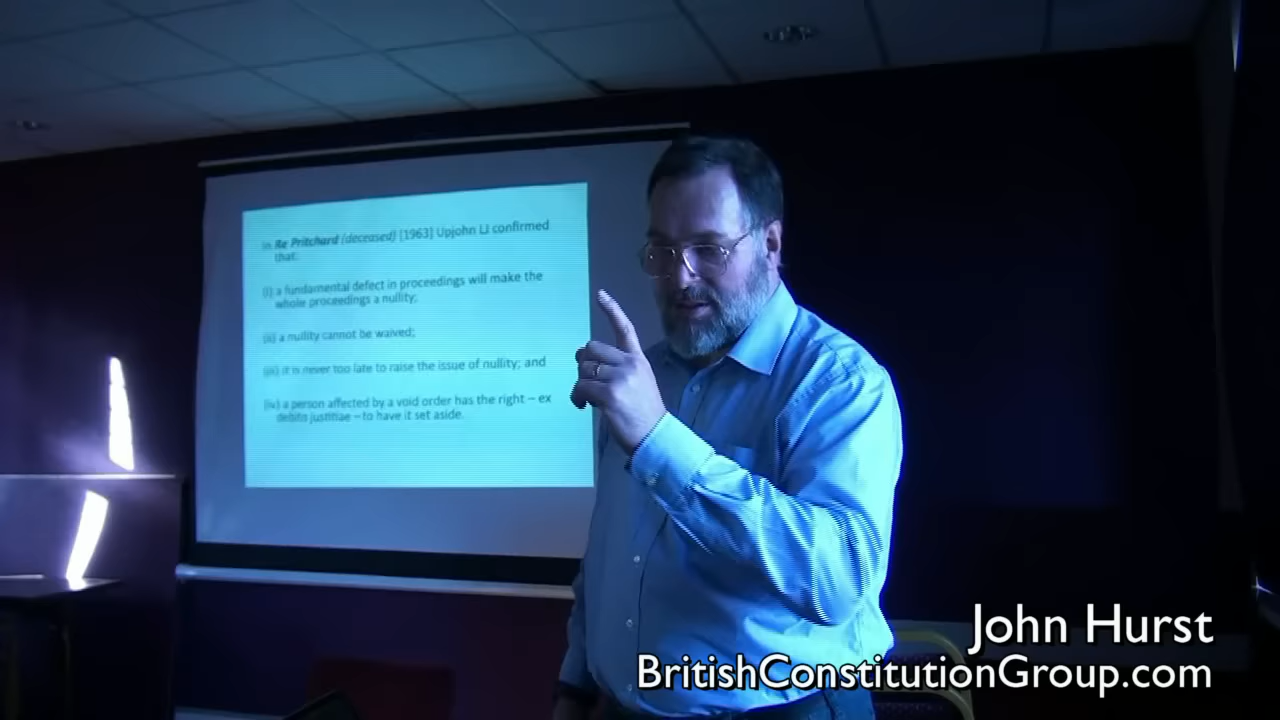 In Re Pritchard (deceased) [1963] Upjohn LJ confirmed
that:
(i) a fundamental defect in proceedings will make the
whole proceedings a nullity;
(ii) a nullity cannot be waived;
(iii) it is never too late to raise the issue of nullity; and
(iv) a person affected by a void order has the right – ex
debitis justitiae – to have it set aside.
John Hurst
BritishConstitutionGroup.com